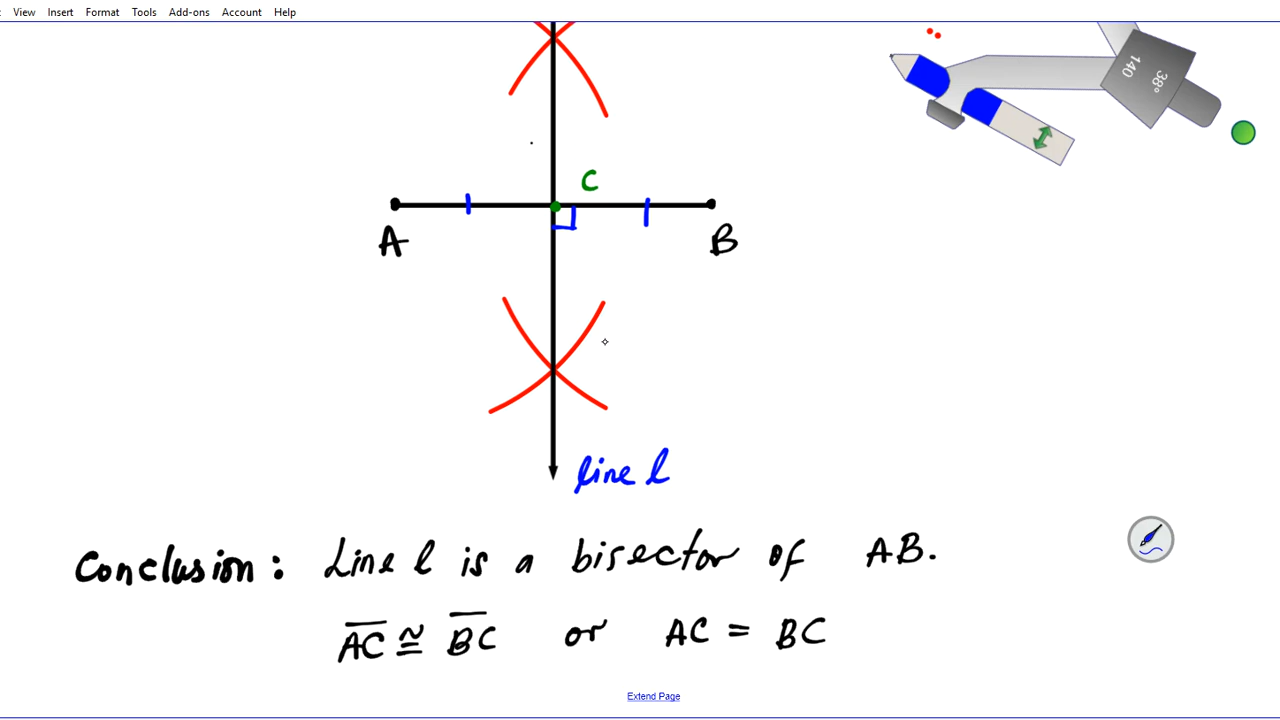 View Insert Format Tools Add-ons Account Help
140
38°
C
A
B
line l
Conclusion: Line l is a bisector of AB.
AC ≅ BC or AC = BC
Extend Page